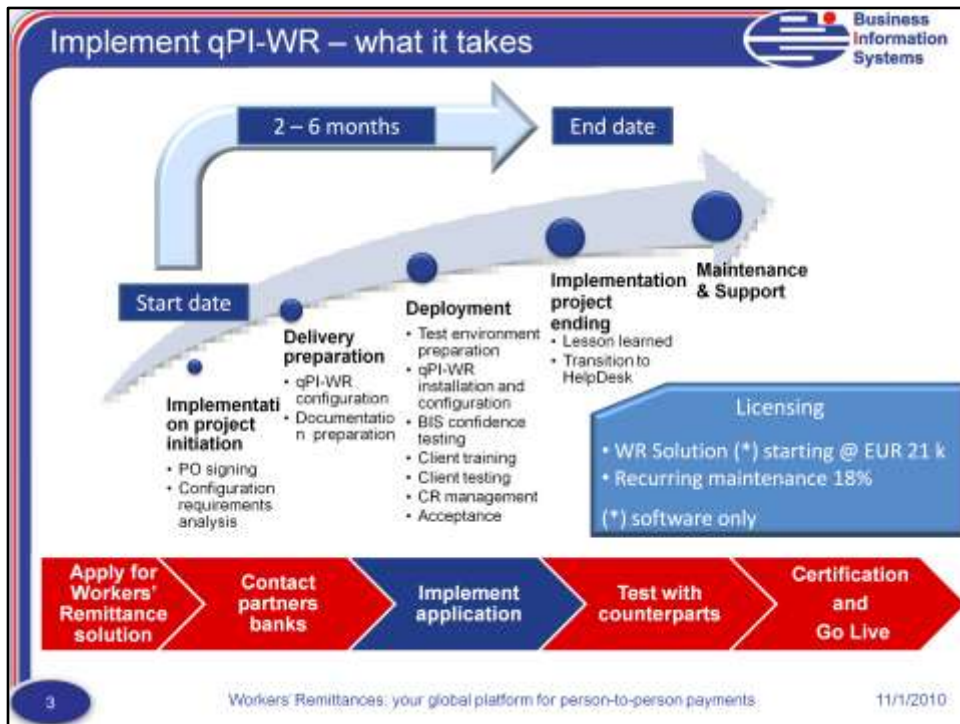 Implement qPI-WR – what it takes
Business
Information
Systems
2 – 6 months
End date
Start date
Implementati
on project
initiation
• PO signing
• Configuration
requirements
analysis
Delivery
preparation
• qPI-WR
configuration
• Documentatio
n preparation
Deployment
• Test environment
preparation
• qPI-WR
installation and
configuration
• BIS confidence
testing
• Client training
• Client testing
• CR management
• Acceptance
Implementation
project
ending
• Lesson learned
• Transition to
HelpDesk
Maintenance
& Support
Licensing
• WR Solution (*) starting @ EUR 21 k
• Recurring maintenance 18%
(*) software only
Apply for
Workers'
Remittance
solution
Contact
partners
banks
Implement
application
Test with
counterparts
Certification
and
Go Live
3
Workers' Remittances: your global platform for person-to-person payments
11/1/2010